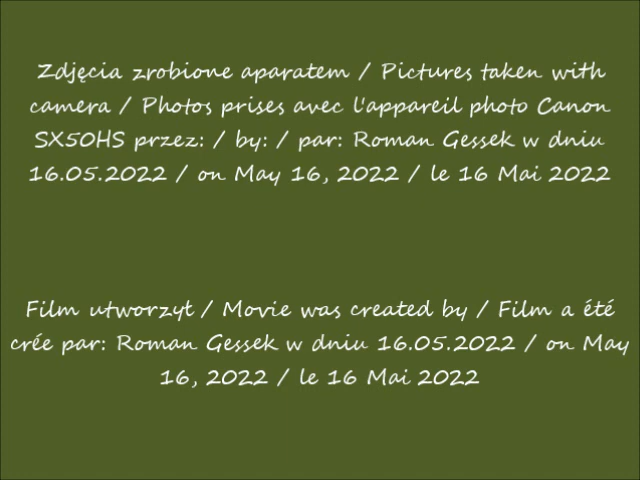 Zdjęcia zrobione aparatem / Pictures taken with
camera / Photos prises avec l'appareil photo Canon
SX50HS przez: / by: / par: Roman Gessek w dniu
16.05.2022 / on May 16, 2022 / le 16 Mai 2022
Film utworzył / Movie was created by / Film a été
crée par: Roman Gessek w dniu 16.05.2022 / on May
16, 2022 / le 16 Mai 2022